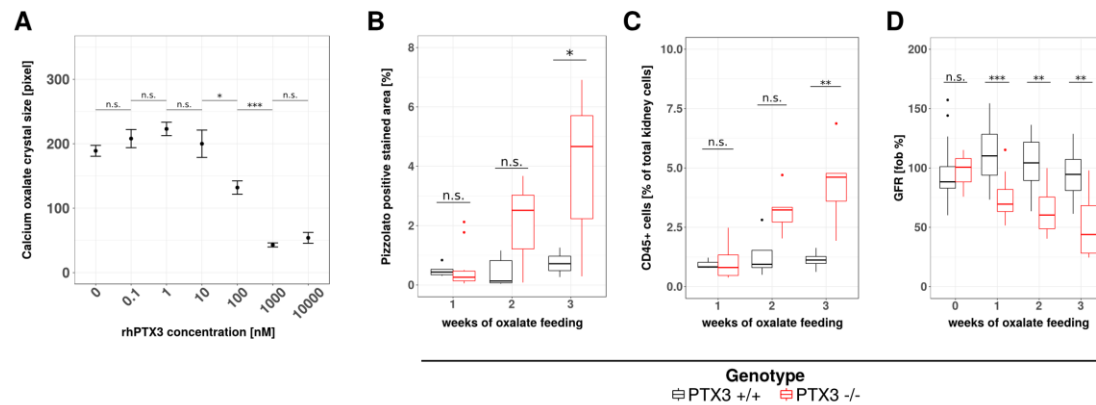 A
Calcium oxalate crystal size [pixel]
300
200
100
0
n.s.
n.s.
n.s.
*
***
n.s.
0
0.1
1
10
100
1000
10000
rhPTX3 concentration [nM]
B
Pizzolato positive stained area [%]
8
6
4
2
0
n.s.
n.s.
*
1
2
3
weeks of oxalate feeding
C
CD45+ cells [% of total kidney cells]
10.0
7.5
5.0
2.5
0.0
n.s.
n.s.
**
1
2
3
weeks of oxalate feeding
D
GFR [fob %]
200
150
100
50
0
n.s.
***
**
**
0
1
2
3
weeks of oxalate feeding
Genotype
PTX3 +/+
PTX3 -/-